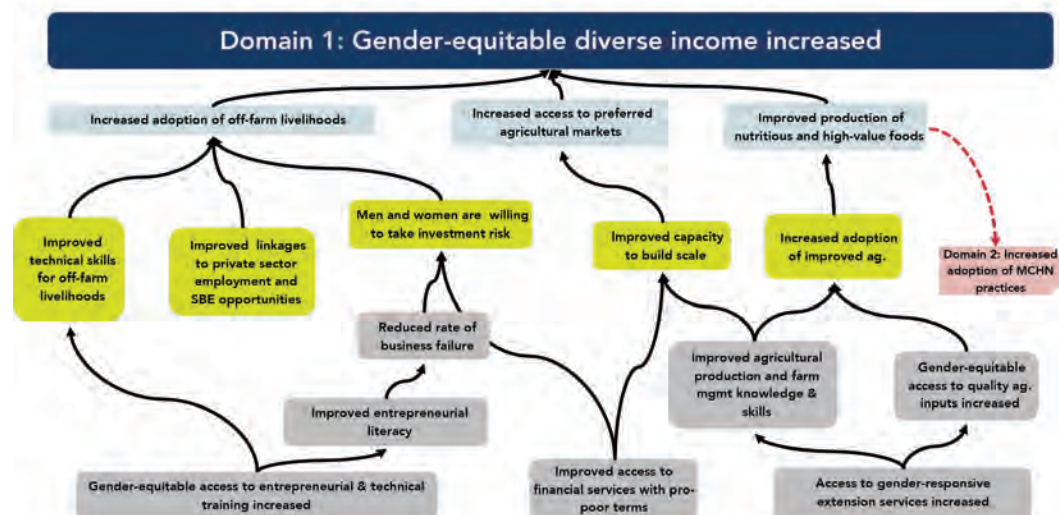 Domain 1: Gender-equitable diverse income increased
Increased adoption of off-farm livelihoods
Increased access to preferred
agricultural markets
Improved production of
nutritious and high-value foods
Improved
technical skills
for off-farm
livelihoods
Improved linkages
to private sector
employment and
SBE opportunities
Men and women are willing
to take investment risk
Improved capacity
to build scale
Increased adoption
of improved ag.
Domain 2: Increased
adoption of MCHN
practices
Reduced rate of
business failure
Improved agricultural
production and farm
mgmt knowledge &
skills
Gender-equitable
access to quality ag.
inputs increased
Improved entrepreneurial
literacy
Gender-equitable access to entrepreneurial & technical
training increased
Improved access to
financial services with pro-
poor terms
Access to gender-responsive
extension services increased